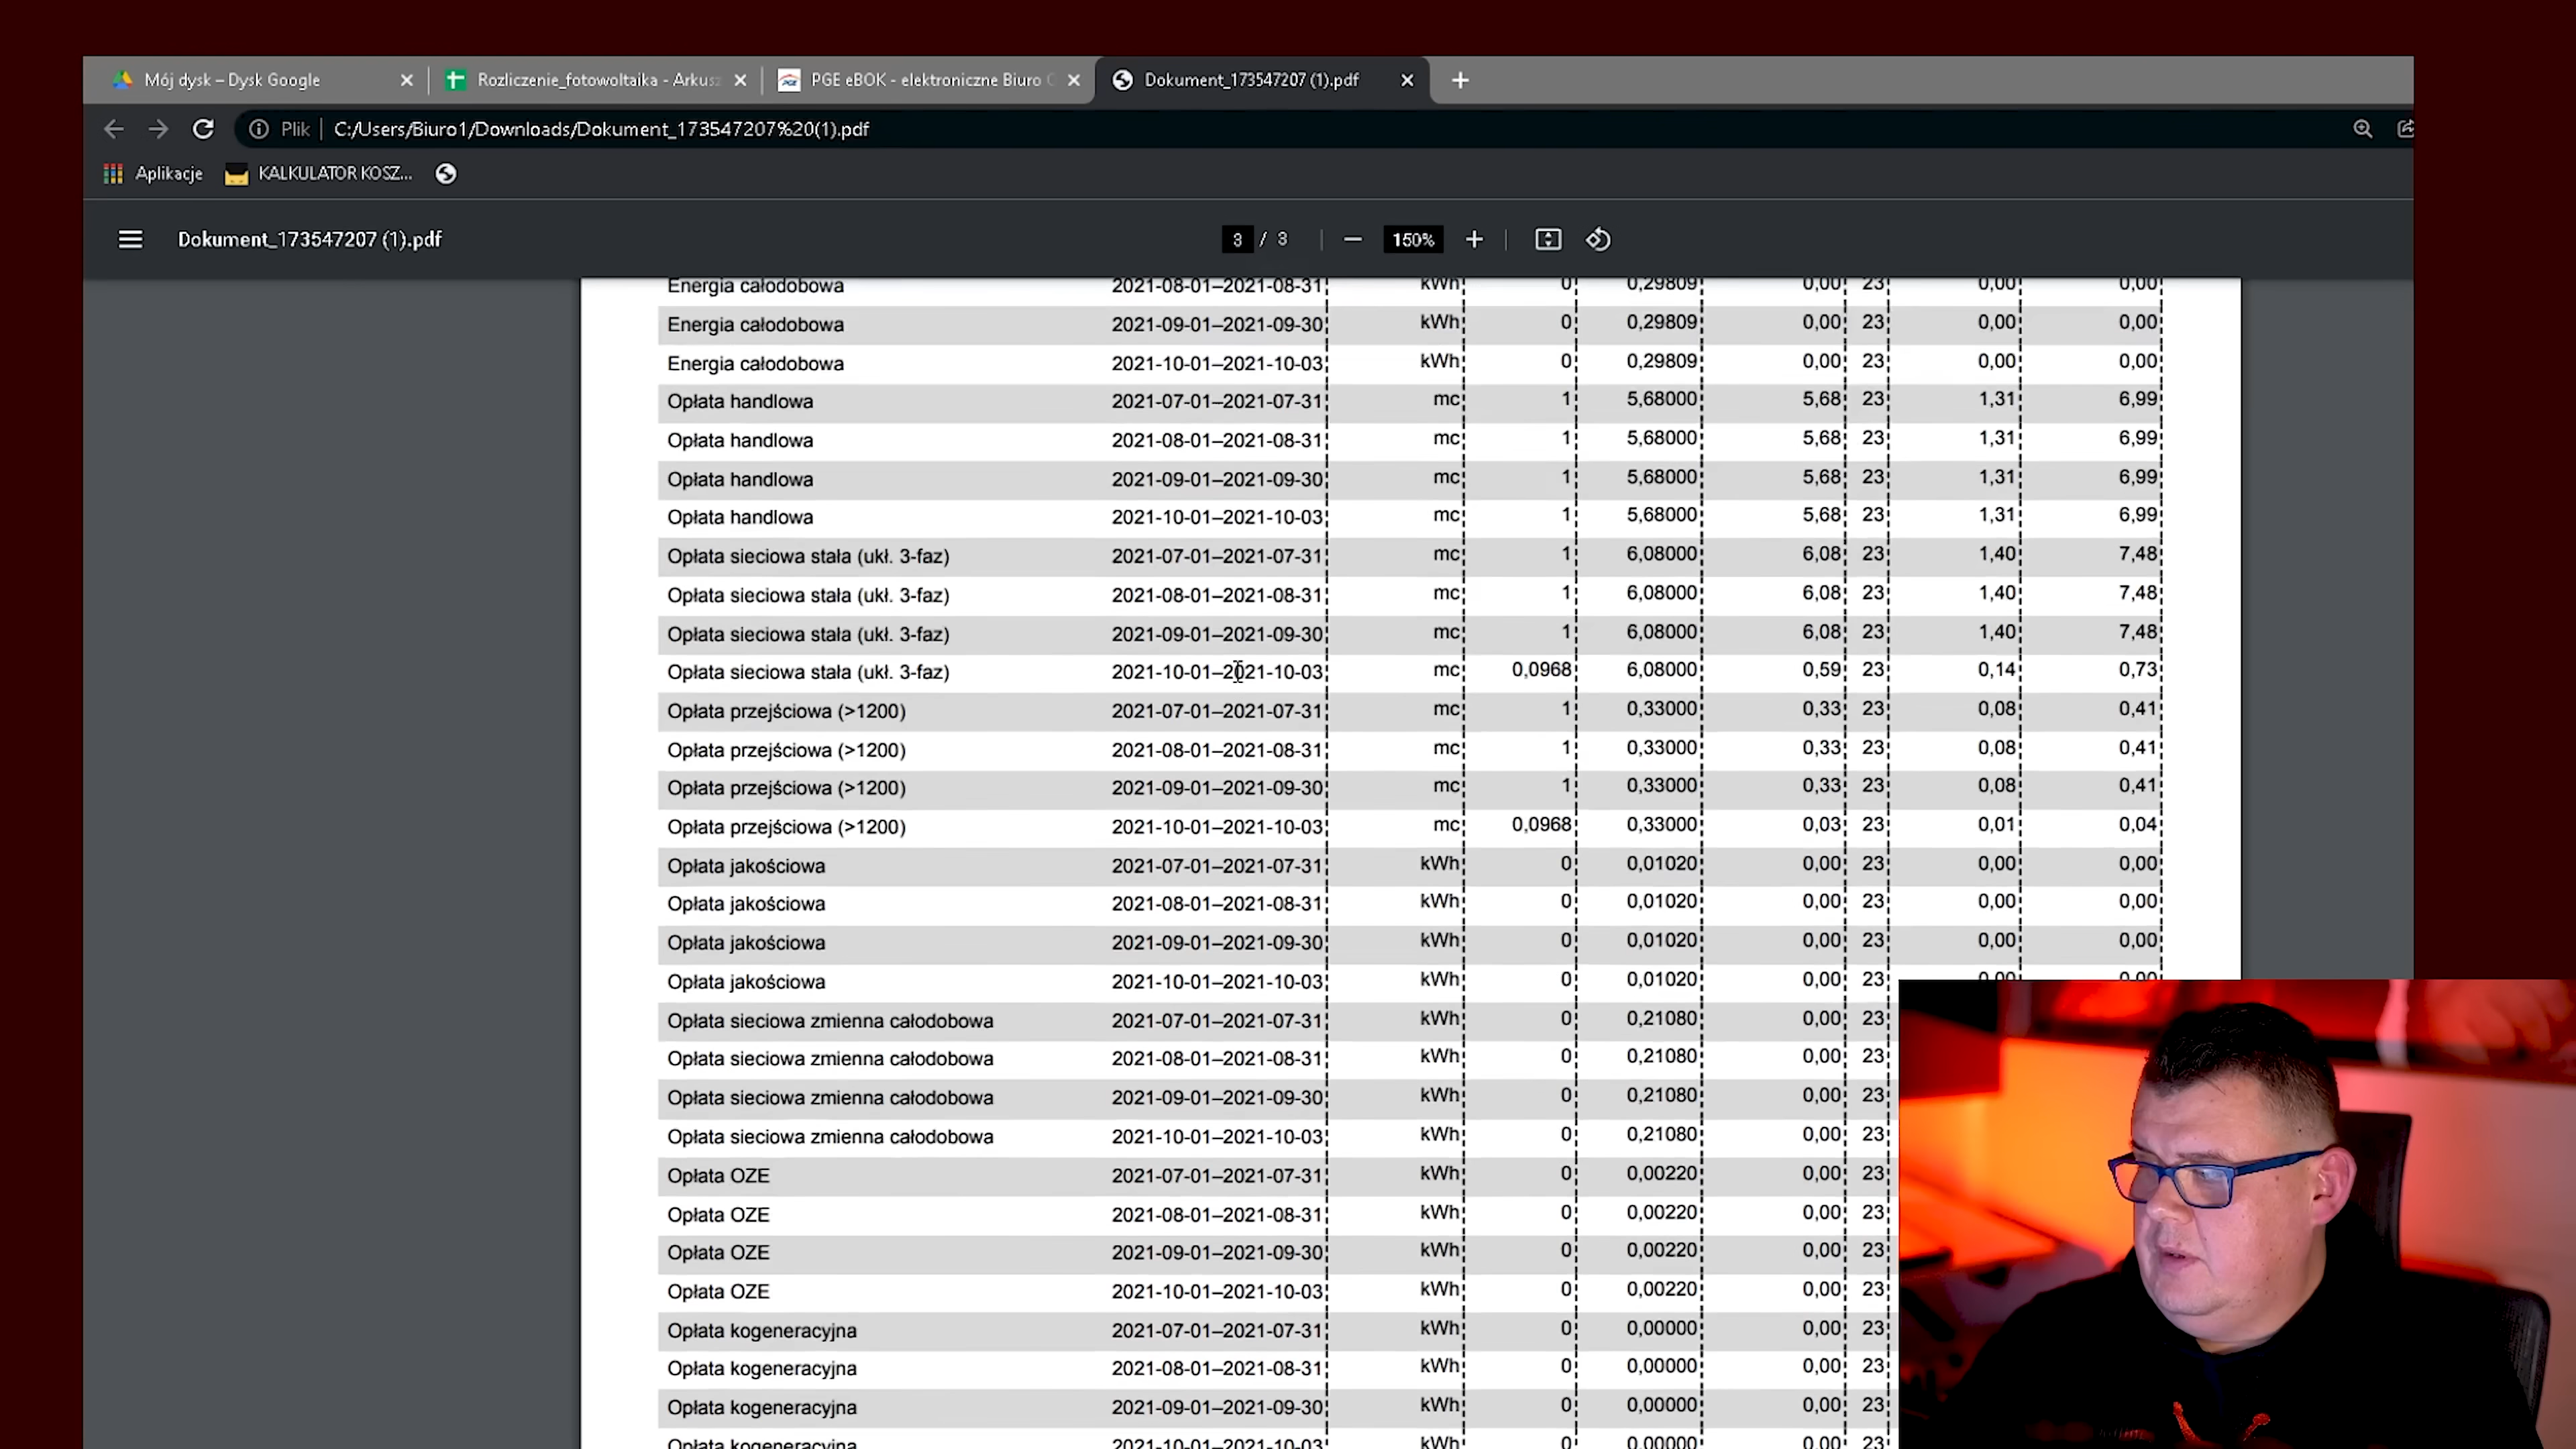 Mój dysk – Dysk Google
Rozliczenie_fotowoltaika - Arkusz
PGE eBOK - elektroniczne Biuro
Dokument_173547207 (1).pdf
Plik C:/Users/Biuro1/Downloads/Dokument_173547207%20(1).pdf
Aplikacje KALKULATOR KOSZ...
Dokument_173547207 (1).pdf 3 / 3 150%
Energia całodobowa 2021-08-01–2021-08-31 kWh 0 0,29809 0,00 23 0,00 0,00
Energia całodobowa 2021-09-01–2021-09-30 kWh 0 0,29809 0,00 23 0,00 0,00
Energia całodobowa 2021-10-01–2021-10-03 kWh 0 0,29809 0,00 23 0,00 0,00
Opłata handlowa 2021-07-01–2021-07-31 mc 1 5,68000 5,68 23 1,31 6,99
Opłata handlowa 2021-08-01–2021-08-31 mc 1 5,68000 5,68 23 1,31 6,99
Opłata handlowa 2021-09-01–2021-09-30 mc 1 5,68000 5,68 23 1,31 6,99
Opłata handlowa 2021-10-01–2021-10-03 mc 1 5,68000 5,68 23 1,31 6,99
Opłata sieciowa stała (ukł. 3-faz) 2021-07-01–2021-07-31 mc 1 6,08000 6,08 23 1,40 7,48
Opłata sieciowa stała (ukł. 3-faz) 2021-08-01–2021-08-31 mc 1 6,08000 6,08 23 1,40 7,48
Opłata sieciowa stała (ukł. 3-faz) 2021-09-01–2021-09-30 mc 1 6,08000 6,08 23 1,40 7,48
Opłata sieciowa stała (ukł. 3-faz) 2021-10-01–2021-10-03 mc 0,0968 6,08000 0,59 23 0,14 0,73
Opłata przejściowa (>1200) 2021-07-01–2021-07-31 mc 1 0,33000 0,33 23 0,08 0,41
Opłata przejściowa (>1200) 2021-08-01–2021-08-31 mc 1 0,33000 0,33 23 0,08 0,41
Opłata przejściowa (>1200) 2021-09-01–2021-09-30 mc 1 0,33000 0,33 23 0,08 0,41
Opłata przejściowa (>1200) 2021-10-01–2021-10-03 mc 0,0968 0,33000 0,03 23 0,01 0,04
Opłata jakościowa 2021-07-01–2021-07-31 kWh 0 0,01020 0,00 23 0,00 0,00
Opłata jakościowa 2021-08-01–2021-08-31 kWh 0 0,01020 0,00 23 0,00 0,00
Opłata jakościowa 2021-09-01–2021-09-30 kWh 0 0,01020 0,00 23 0,00 0,00
Opłata jakościowa 2021-10-01–2021-10-03 kWh 0 0,01020 0,00 23 0,00 0,00
Opłata sieciowa zmienna całodobowa 2021-07-01–2021-07-31 kWh 0 0,21080 0,00 23
Opłata sieciowa zmienna całodobowa 2021-08-01–2021-08-31 kWh 0 0,21080 0,00 23
Opłata sieciowa zmienna całodobowa 2021-09-01–2021-09-30 kWh 0 0,21080 0,00 23
Opłata sieciowa zmienna całodobowa 2021-10-01–2021-10-03 kWh 0 0,21080 0,00 23
Opłata OZE 2021-07-01–2021-07-31 kWh 0 0,00220 0,00 23
Opłata OZE 2021-08-01–2021-08-31 kWh 0 0,00220 0,00 23
Opłata OZE 2021-09-01–2021-09-30 kWh 0 0,00220 0,00 23
Opłata OZE 2021-10-01–2021-10-03 kWh 0 0,00220 0,00 23
Opłata kogeneracyjna 2021-07-01–2021-07-31 kWh 0 0,00000 0,00 23
Opłata kogeneracyjna 2021-08-01–2021-08-31 kWh 0 0,00000 0,00 23
Opłata kogeneracyjna 2021-09-01–2021-09-30 kWh 0 0,00000 0,00 23
Opłata kogeneracyjna 2021-10-01–2021-10-03 kWh 0 0,00000 0,00 23